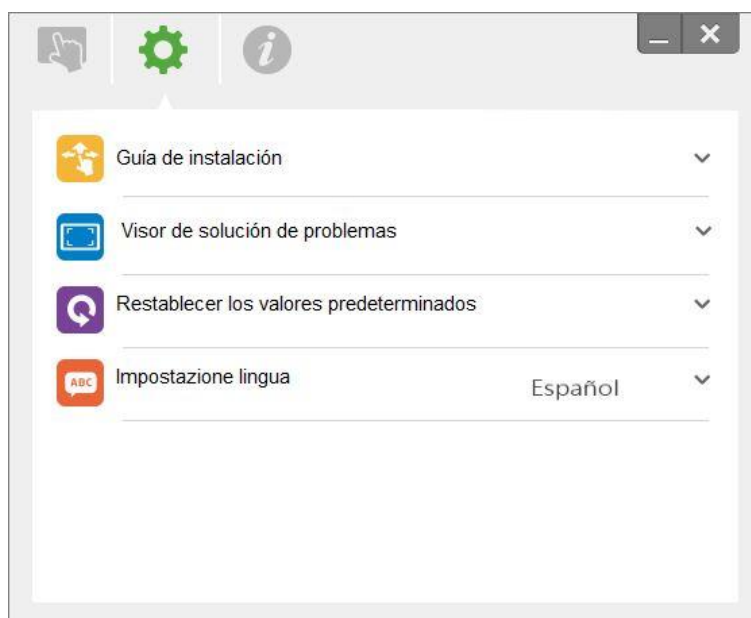 Guía de instalación
Visor de solución de problemas
Restablecer los valores predeterminados
ABC
Impostazione lingua
Español